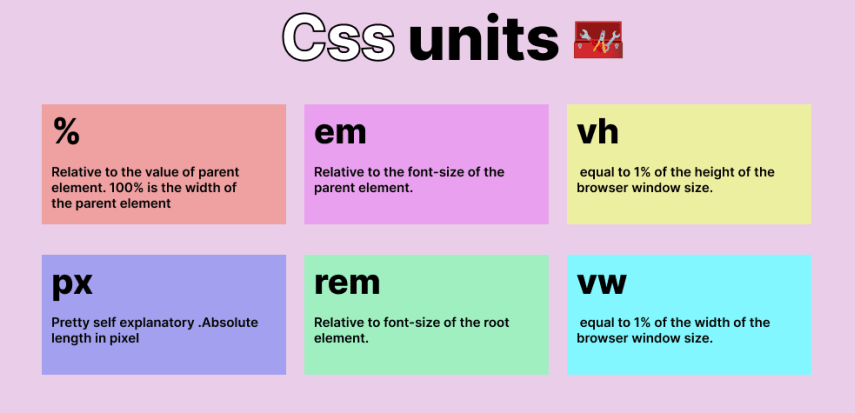 Css units
%
Relative to the value of parent
element. 100% is the width of
the parent element
em
Relative to the font-size of the
parent element.
vh
equal to 1% of the height of the
browser window size.
px
Pretty self explanatory .Absolute
length in pixel
rem
Relative to font-size of the root
element.
vw
equal to 1% of the width of the
browser window size.